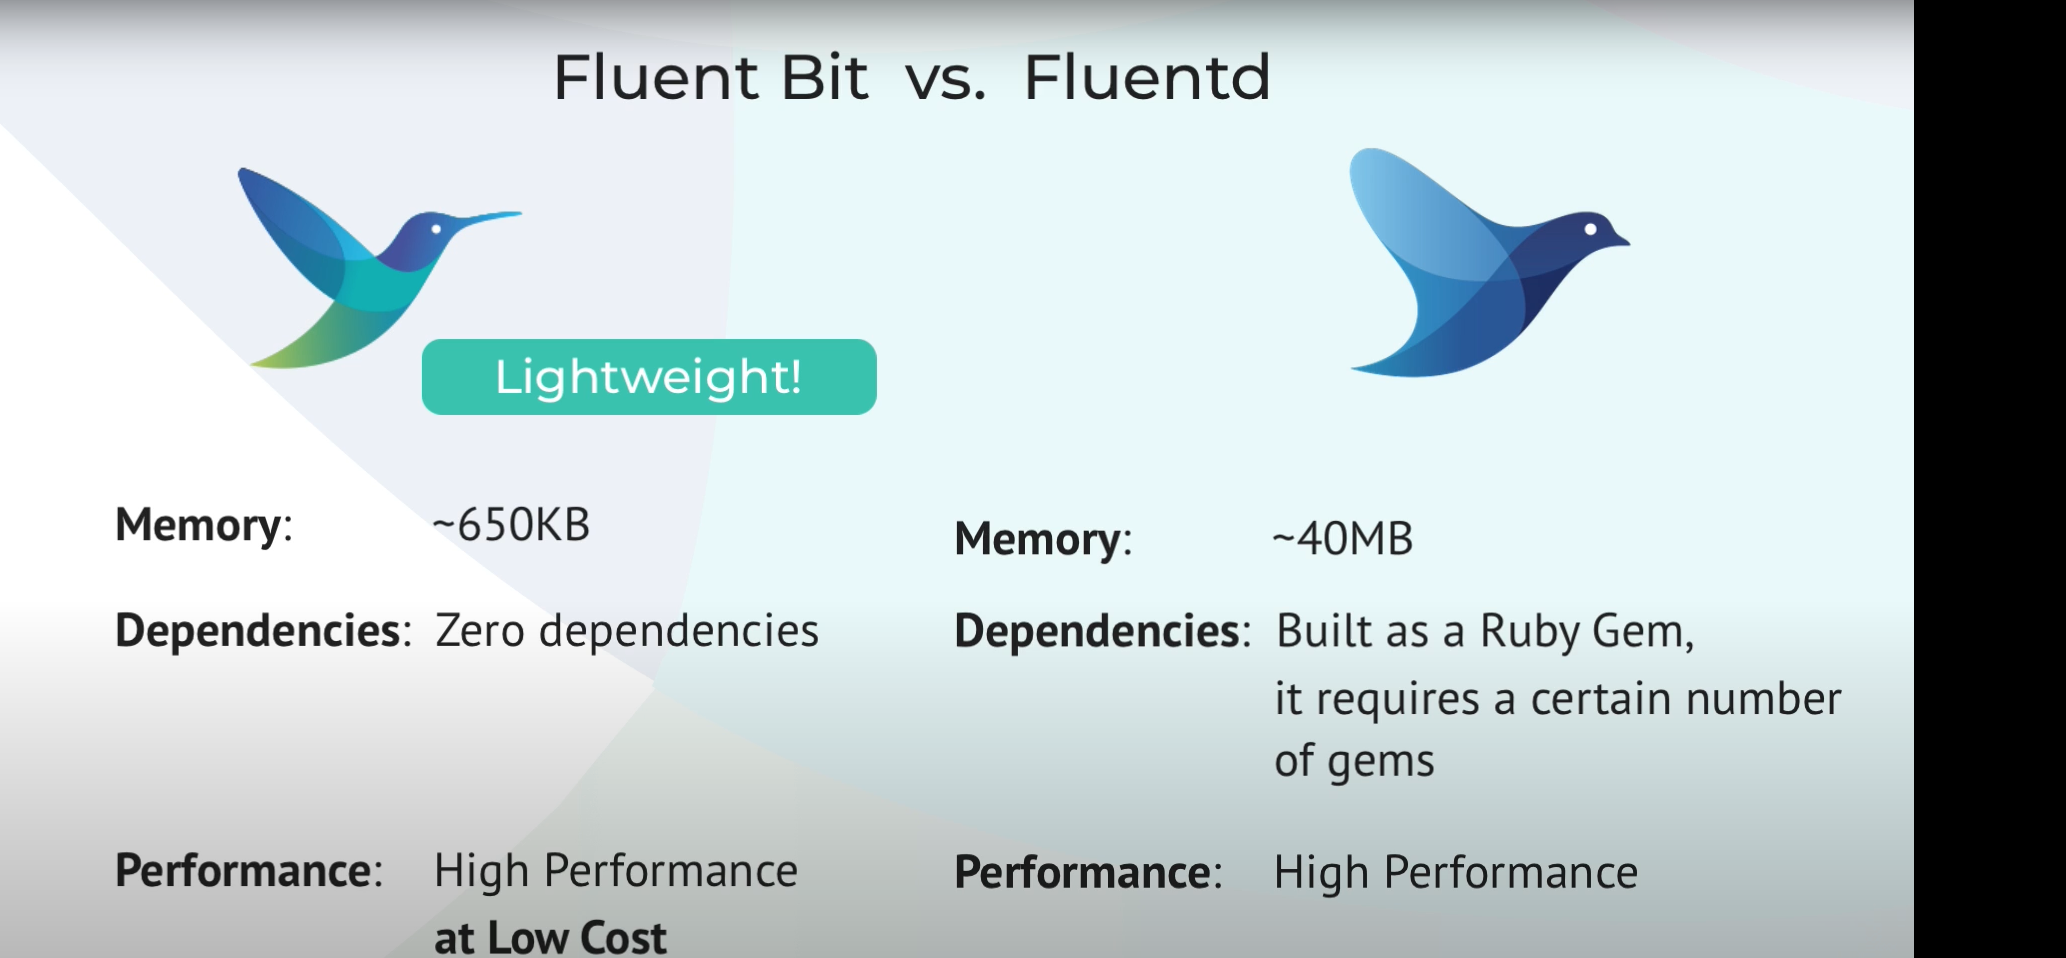 Fluent Bit vs. Fluentd
Lightweight!
Memory: ~650KB
Dependencies: Zero dependencies
Performance: High Performance
at Low Cost
Memory: ~40MB
Dependencies: Built as a Ruby Gem,
it requires a certain number
of gems
Performance: High Performance